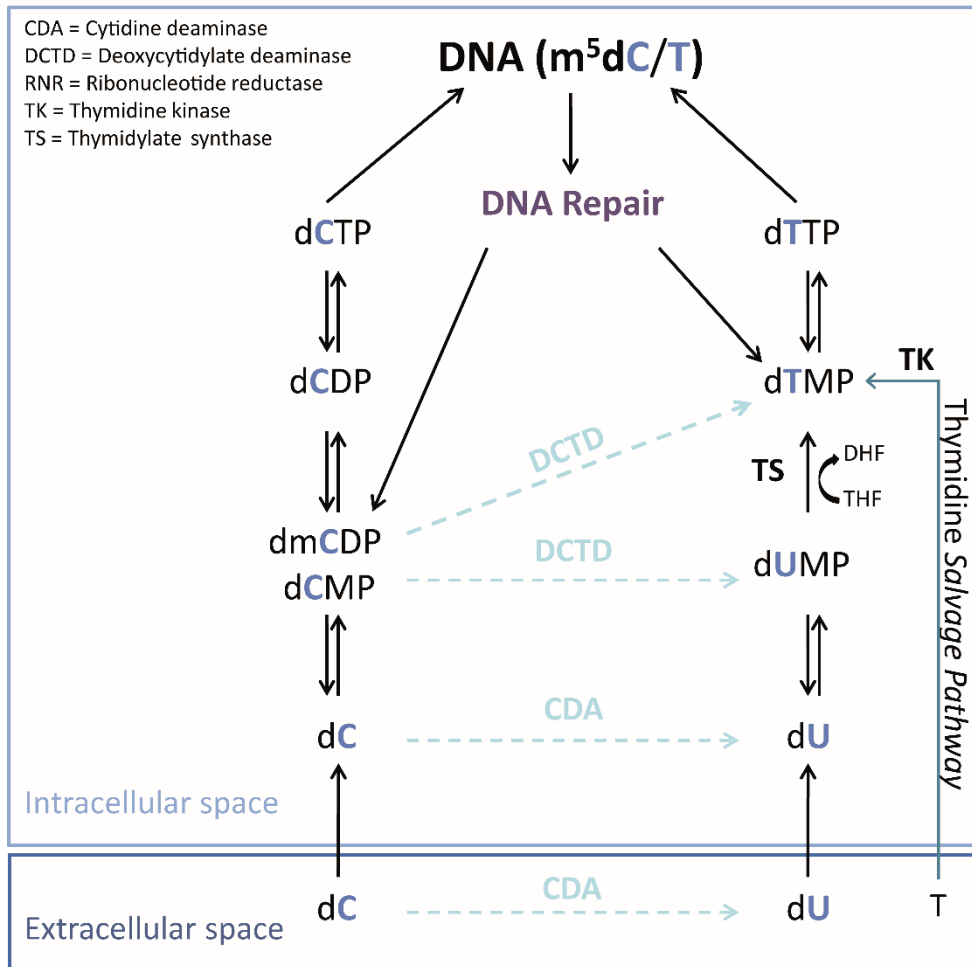 CDA = Cytidine deaminase
DCTD = Deoxycytidylate deaminase
RNR = Ribonucleotide reductase
TK = Thymidine kinase
TS = Thymidylate synthase
DNA (m⁵dC/T)
DNA Repair
dCTP
dTTP
dCDP
dTMP
TK
DCTD
TS
DHF
THF
dmCDP
DCTD
dUMP
dCMP
Thymidine Salvage Pathway
CDA
dC
dU
Intracellular space
CDA
dC
dU
T
Extracellular space